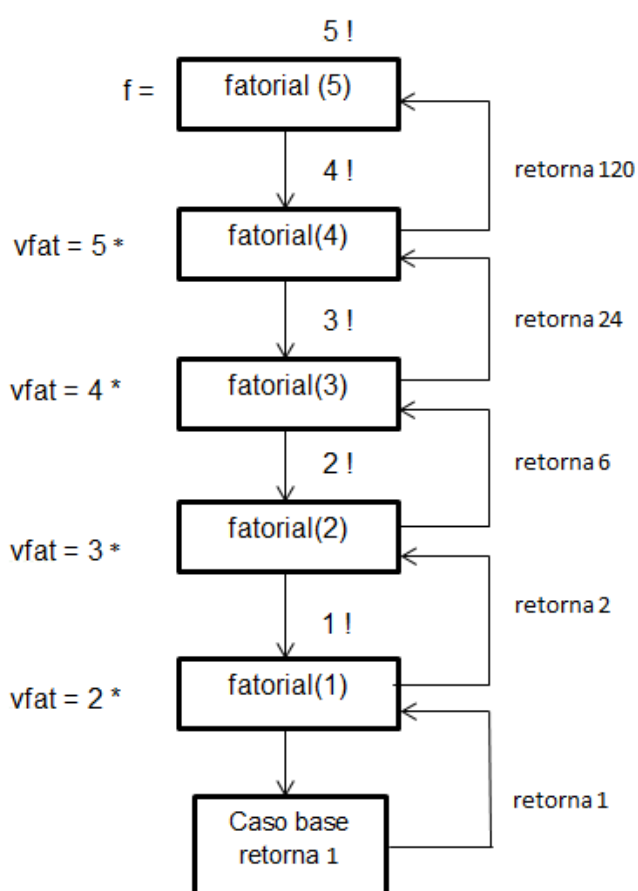 5 !
f = fatorial (5)
4 !
retorna 120
vfat = 5 * fatorial(4)
3 !
retorna 24
vfat = 4 * fatorial(3)
2 !
retorna 6
vfat = 3 * fatorial(2)
1 !
retorna 2
vfat = 2 * fatorial(1)
retorna 1
Caso base
retorna 1